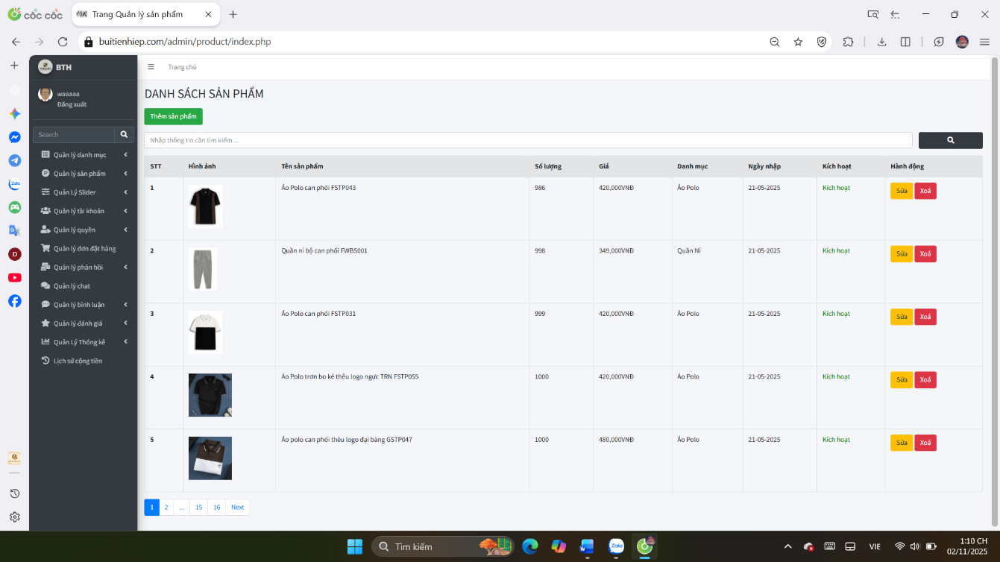 cốc cốc
Trang Quản lý sản phẩm
buitienhiep.com/admin/product/index.php
BTH
Trang chủ
waaaaa
Đăng xuất
Search
Quản lý danh mục
Quản lý sản phẩm
Quản Lý Slider
Quản lý tài khoản
Quản lý quyền
Quản lý đơn đặt hàng
Quản lý phản hồi
Quản lý chat
Quản lý bình luận
Quản lý đánh giá
Quản Lý Thống kê
Lịch sử cộng tiền
DANH SÁCH SẢN PHẨM
Thêm sản phẩm
Nhập thông tin cần tìm kiếm ...
STT Hình ảnh Tên sản phẩm Số lượng Giá Danh mục Ngày nhập Kích hoạt Hành động
1 Áo Polo can phối FSTP043 986 420,000VNĐ Áo Polo 21-05-2025 Kích hoạt Sửa Xoá
2 Quần nỉ bộ can phối FWBS001 998 349,000VNĐ Quần Nỉ 21-05-2025 Kích hoạt Sửa Xoá
3 Áo Polo can phối FSTP031 999 420,000VNĐ Áo Polo 21-05-2025 Kích hoạt Sửa Xoá
4 Áo Polo trơn bo kẻ thêu logo ngực TRN FSTP055 1000 420,000VNĐ Áo Polo 21-05-2025 Kích hoạt Sửa Xoá
5 Áo polo can phối thêu logo đại bàng GSTP047 1000 480,000VNĐ Áo Polo 21-05-2025 Kích hoạt Sửa Xoá
1 2 ... 15 16 Next
Zalo
D
Tìm kiếm
Zalo
VIE
1:10 CH
02/11/2025